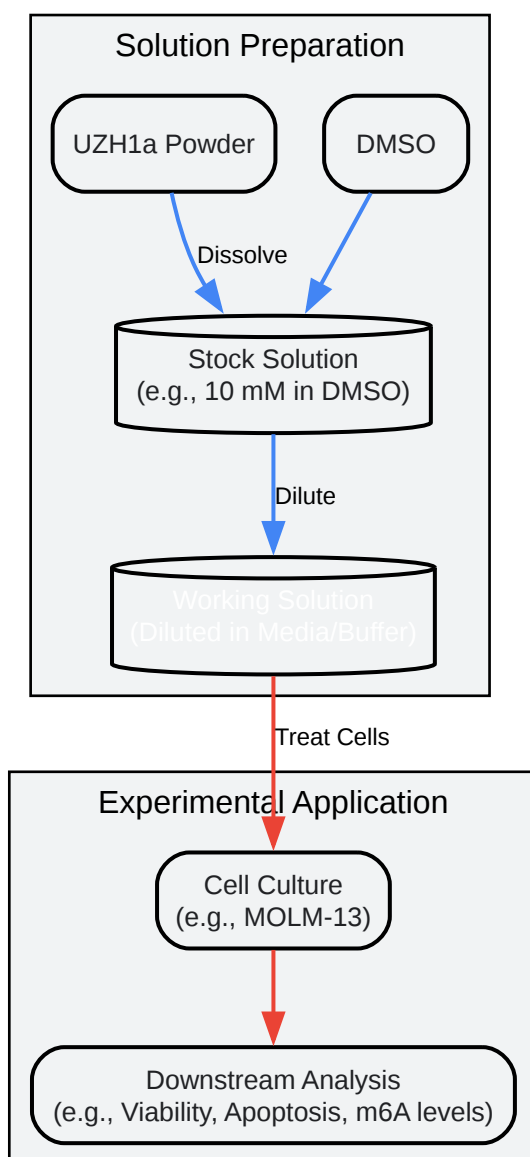 Solution Preparation
UZH1a Powder
DMSO
Dissolve
Stock Solution
(e.g., 10 mM in DMSO)
Dilute
Working Solution
(Diluted in Media/Buffer)
Treat Cells
Experimental Application
Cell Culture
(e.g., MOLM-13)
Downstream Analysis
(e.g., Viability, Apoptosis, m6A levels)